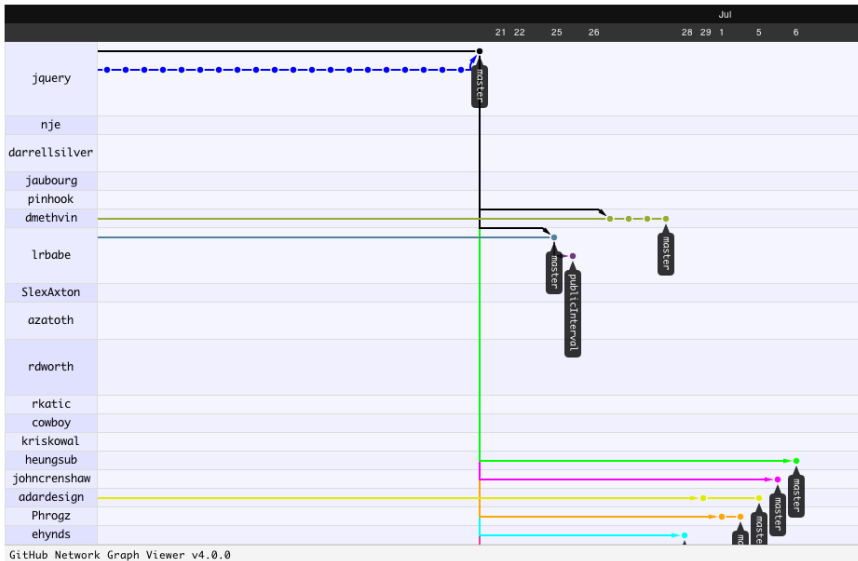 Jul
21 22 25 26 28 29 1 5 6
jquery
master
nje
darrellsilver
jaubourg
pinhook
dmethvin
master
lrbabe
master
publicInterval
SlexAxton
azatoth
rdworth
rkatic
cowboy
kriskowal
heungsub
master
johncrenshaw
master
adardesign
master
Phrogz
ehynds
GitHub Network Graph Viewer v4.0.0